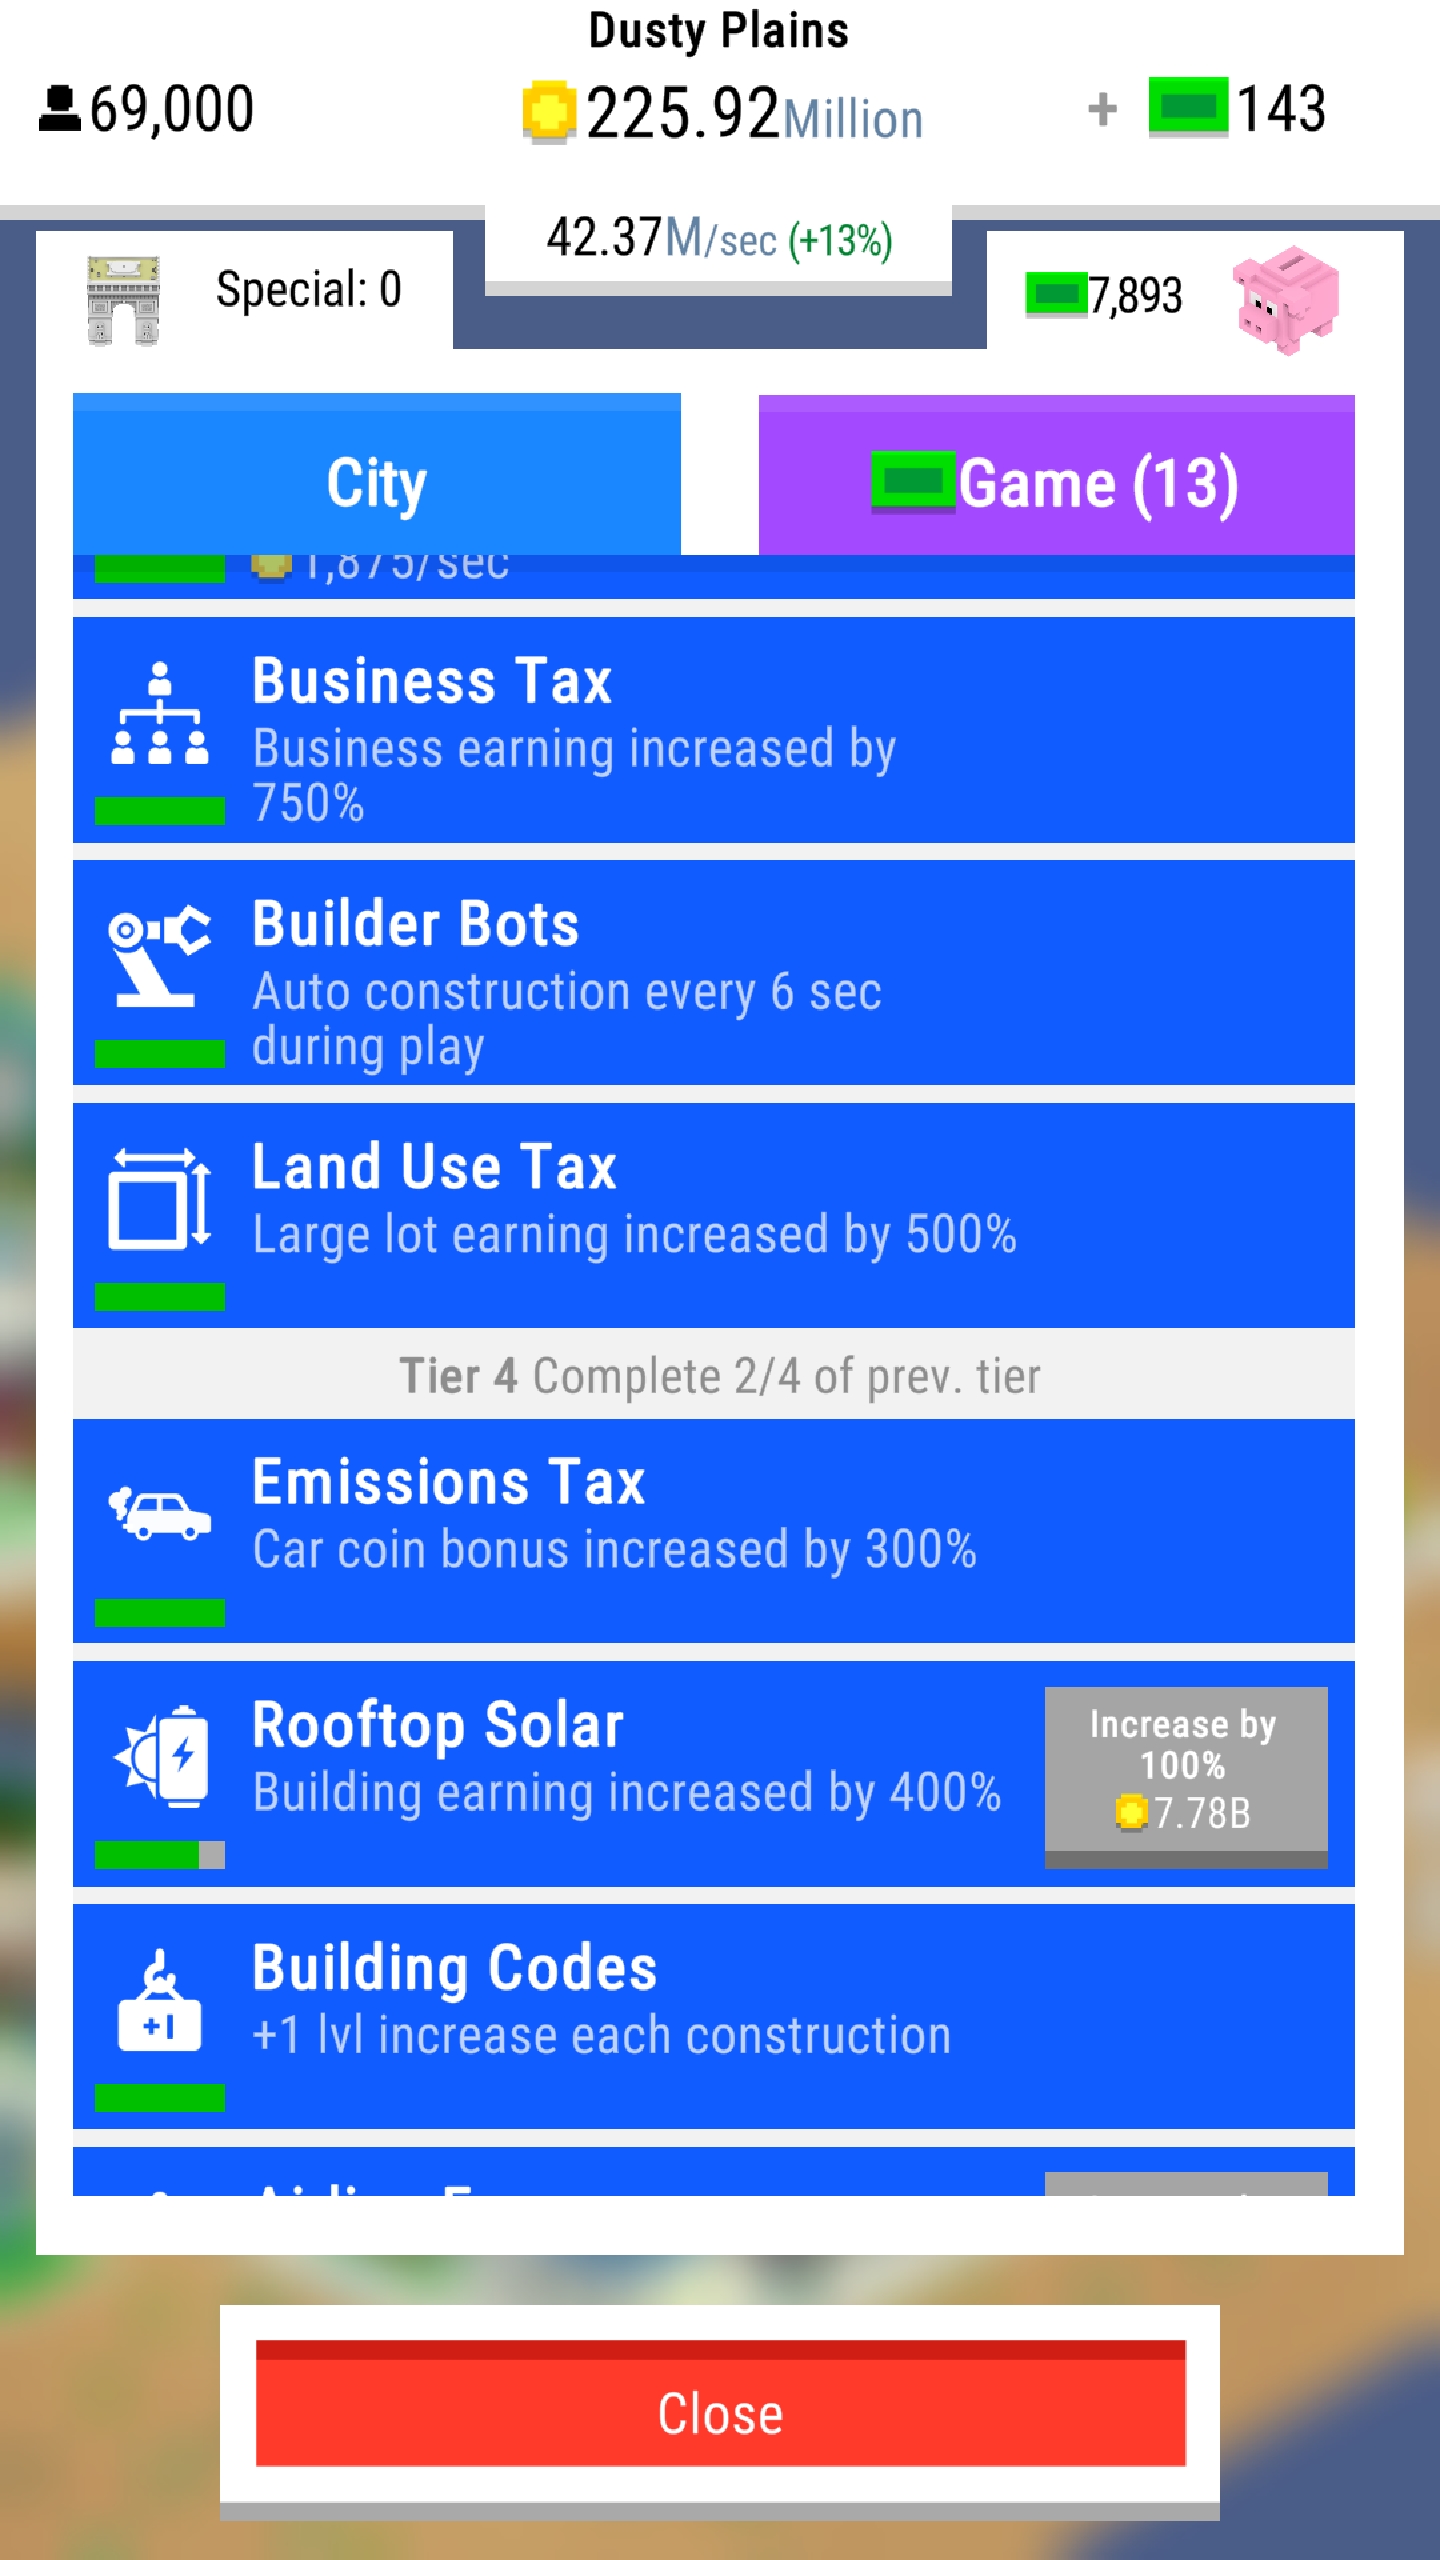 Dusty Plains
69,000
225.92Million
+ 143
42.37M/sec (+13%)
Special: 0
7,893
City
Game (13)
1,875/sec
Business Tax
Business earning increased by
750%
Builder Bots
Auto construction every 6 sec
during play
Land Use Tax
Large lot earning increased by 500%
Tier 4 Complete 2/4 of prev. tier
Emissions Tax
Car coin bonus increased by 300%
Rooftop Solar
Building earning increased by 400%
Increase by
100%
7.78B
Building Codes
+1 lvl increase each construction
+1
Close